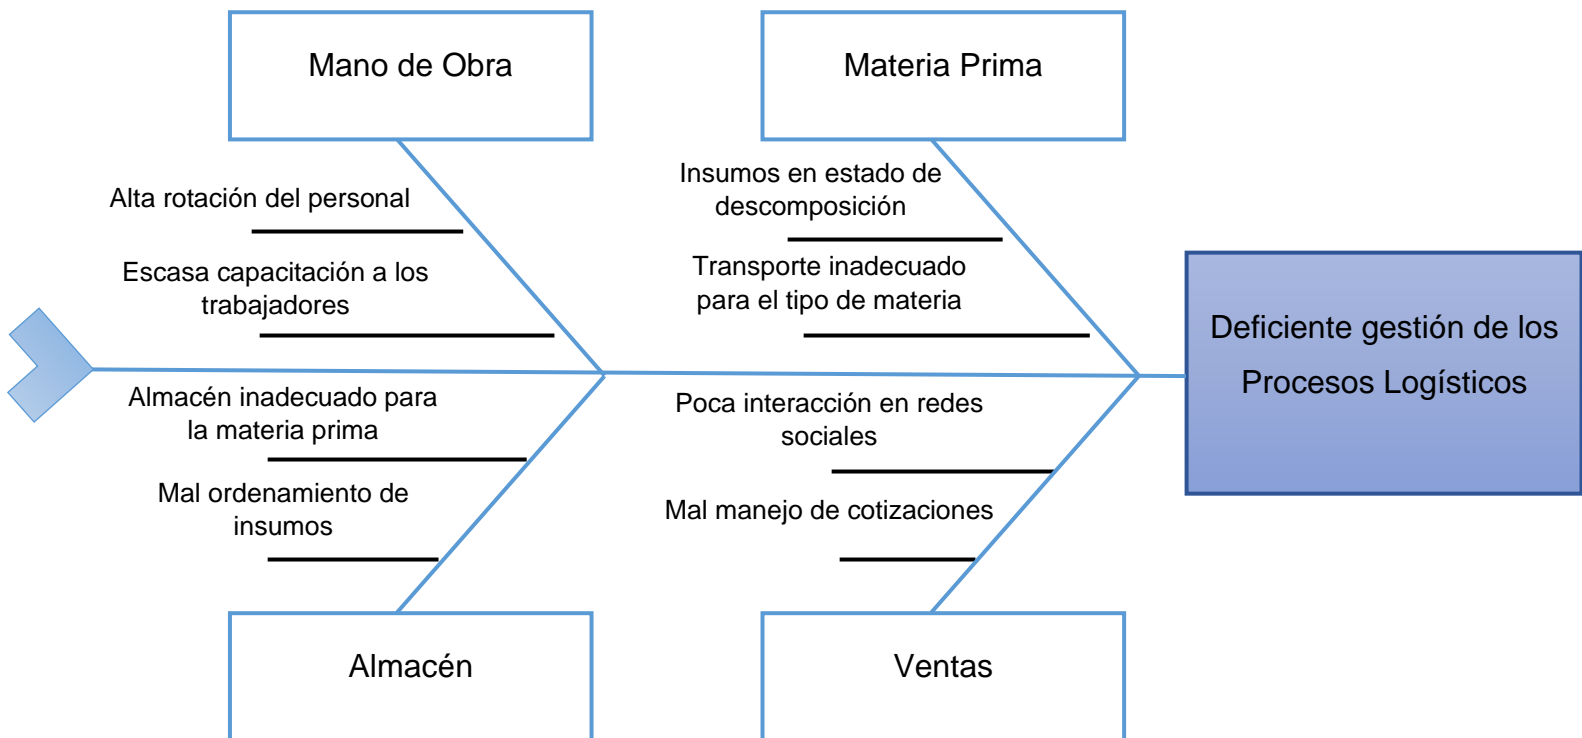 Mano de Obra
Materia Prima
Alta rotación del personal
Escasa capacitación a los
trabajadores
Insumos en estado de
descomposición
Transporte inadecuado
para el tipo de materia
Deficiente gestión de los
Procesos Logísticos
Almacén inadecuado para
la materia prima
Mal ordenamiento de
insumos
Poca interacción en redes
sociales
Mal manejo de cotizaciones
Almacén
Ventas